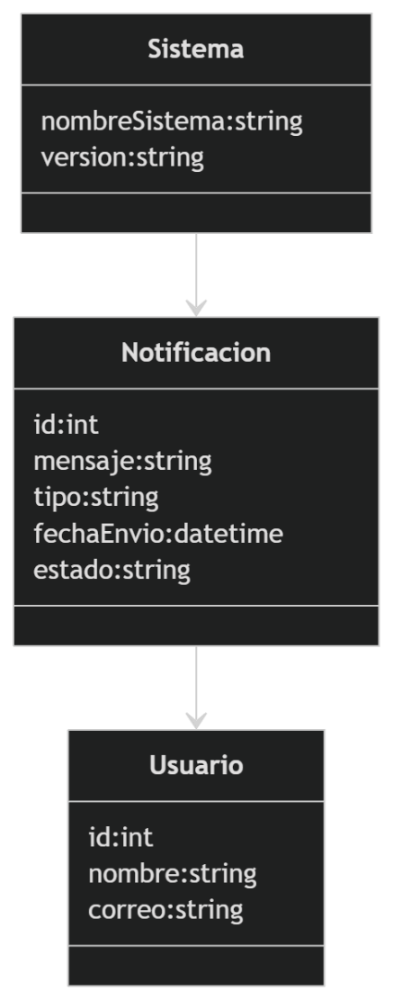 Sistema
nombreSistema:string
version:string
Notificacion
id:int
mensaje:string
tipo:string
fechaEnvio:datetime
estado:string
Usuario
id:int
nombre:string
correo:string